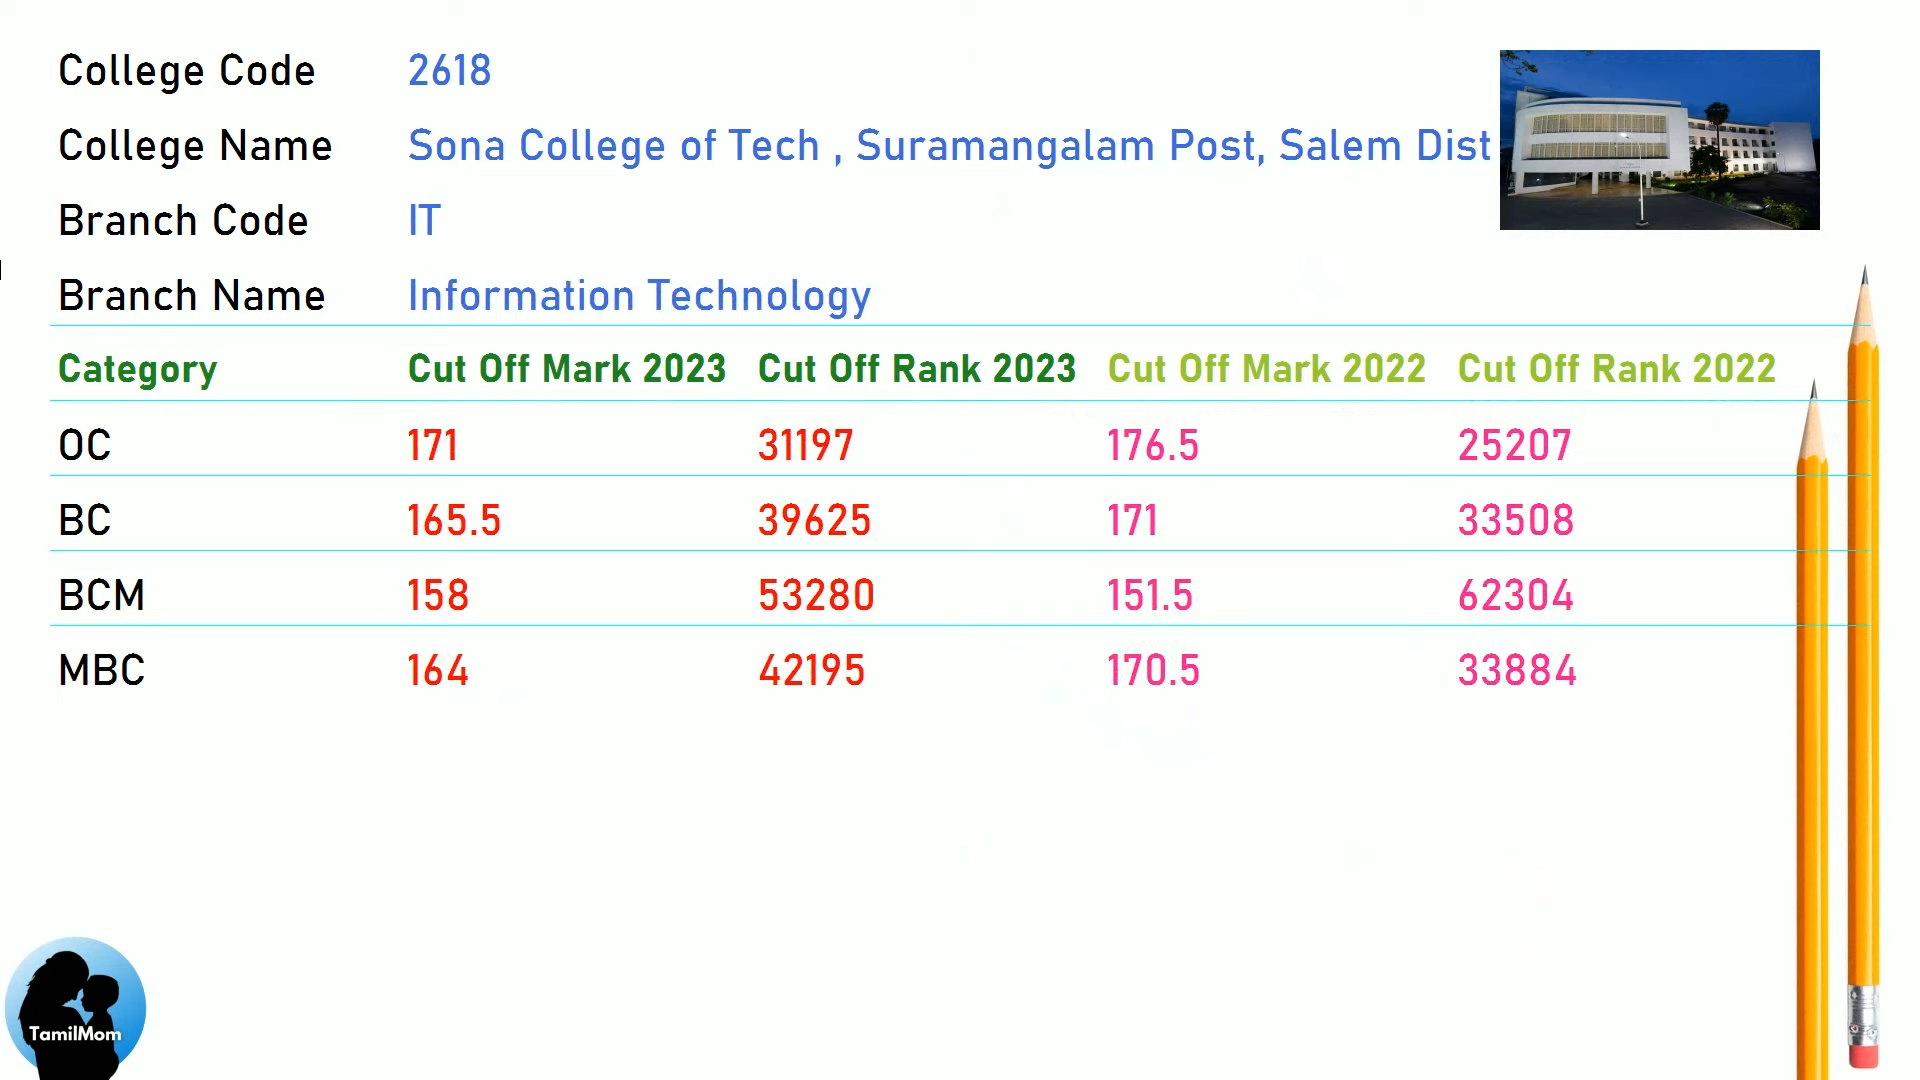 College Code 2618
College Name Sona College of Tech , Suramangalam Post, Salem Dist
Branch Code IT
Branch Name Information Technology
Category Cut Off Mark 2023 Cut Off Rank 2023 Cut Off Mark 2022 Cut Off Rank 2022
OC 171 31197 176.5 25207
BC 165.5 39625 171 33508
BCM 158 53280 151.5 62304
MBC 164 42195 170.5 33884
TamilMom